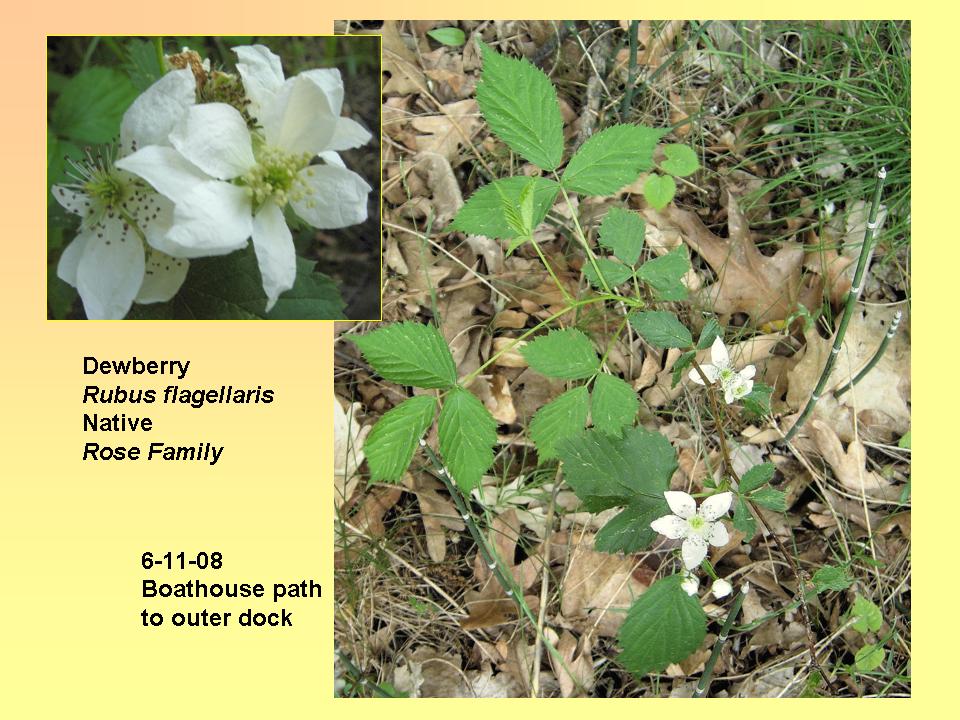 Dewberry
Rubus flagellaris
Native
Rose Family
6-11-08
Boathouse path
to outer dock